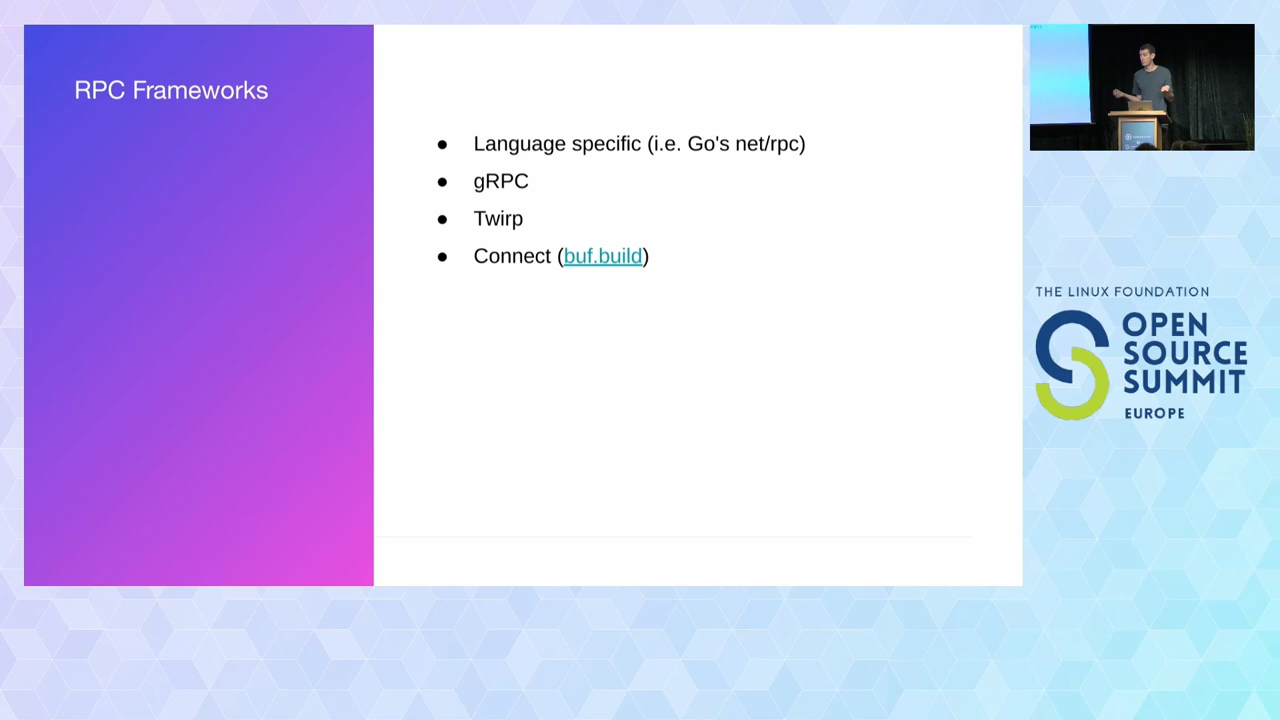 RPC Frameworks
● Language specific (i.e. Go's net/rpc)
● gRPC
● Twirp
● Connect (buf.build)
THE LINUX FOUNDATION
OPEN
SOURCE
SUMMIT
EUROPE